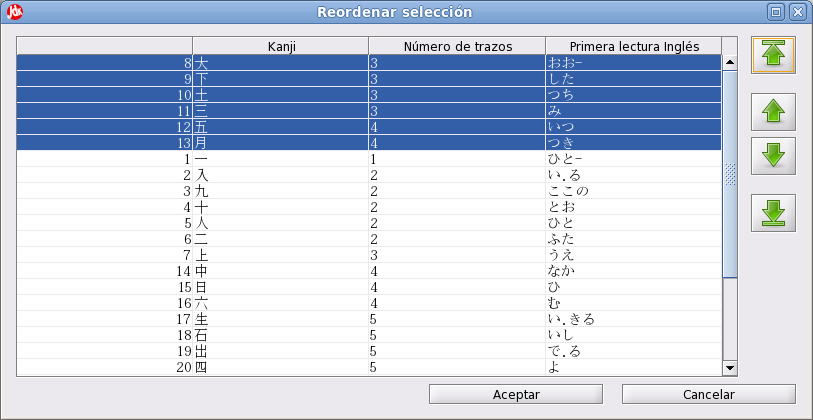 Reordenar selección
Kanji Número de trazos Primera lectura Inglés
8 大 3 おお-
9 下 3 した
10 土 3 つち
11 三 3 み
12 五 4 いつ
13 月 4 つき
1 一 1 ひと-
2 入 2 い.る
3 九 2 ここの
4 十 2 とお
5 人 2 ひと
6 二 2 ふた
7 上 3 うえ
14 中 4 なか
15 日 4 ひ
16 六 4 む
17 生 5 い.きる
18 石 5 いし
19 出 5 で.る
20 四 5 よ
Aceptar Cancelar